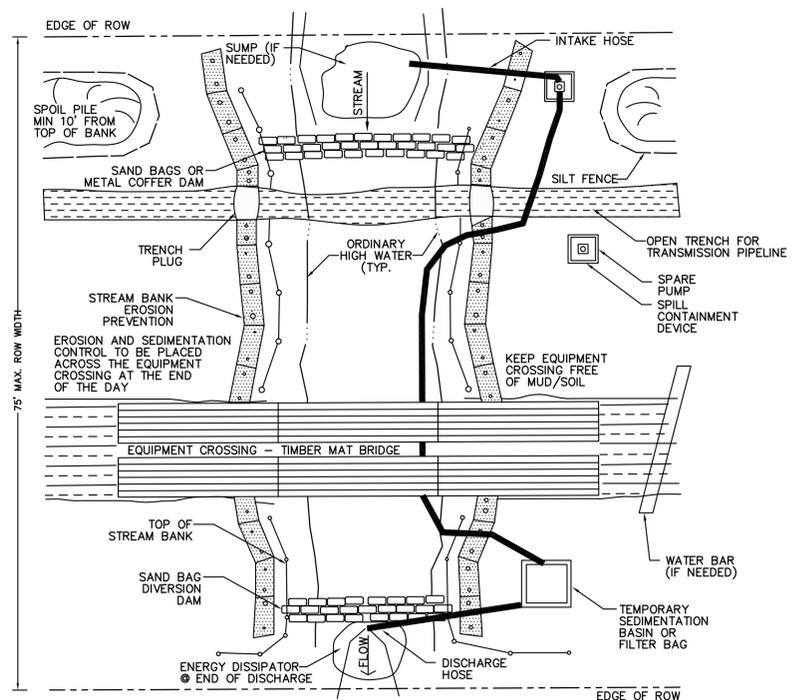 EDGE OF ROW
SUMP (IF
NEEDED)
INTAKE HOSE
STREAM
SPOIL PILE
MIN 10' FROM
TOP OF BANK
SAND BAGS OR
METAL COFFER DAM
SILT FENCE
TRENCH
PLUG
ORDINARY
HIGH WATER
(TYP.
OPEN TRENCH FOR
TRANSMISSION PIPELINE
SPARE
PUMP
SPILL
CONTAINMENT
DEVICE
STREAM BANK
EROSION
PREVENTION
75' MAX. ROW WIDTH
EROSION AND SEDIMENTATION
CONTROL TO BE PLACED
ACROSS THE EQUIPMENT
CROSSING AT THE END
OF THE DAY
KEEP EQUIPMENT
CROSSING FREE
OF MUD/SOIL
EQUIPMENT CROSSING – TIMBER MAT BRIDGE
TOP OF
STREAM BANK
WATER BAR
(IF NEEDED)
SAND BAG
DIVERSION
DAM
TEMPORARY
SEDIMENTATION
BASIN OR
FILTER BAG
FLOW
ENERGY DISSIPATOR
@ END OF DISCHARGE
DISCHARGE
HOSE
EDGE OF ROW